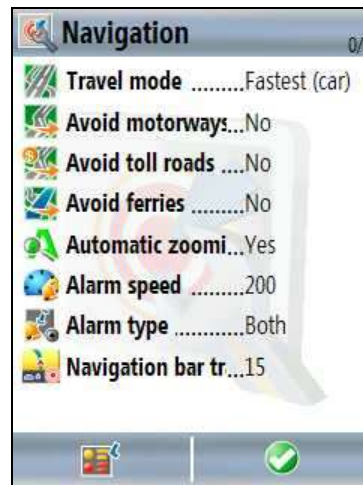 Navigation
0/
Travel mode .........Fastest (car)
Avoid motorways...No
Avoid toll roads ....No
Avoid ferries .........No
Automatic zoomi...Yes
Alarm speed .........200
Alarm type ............Both
Navigation bar tr...15